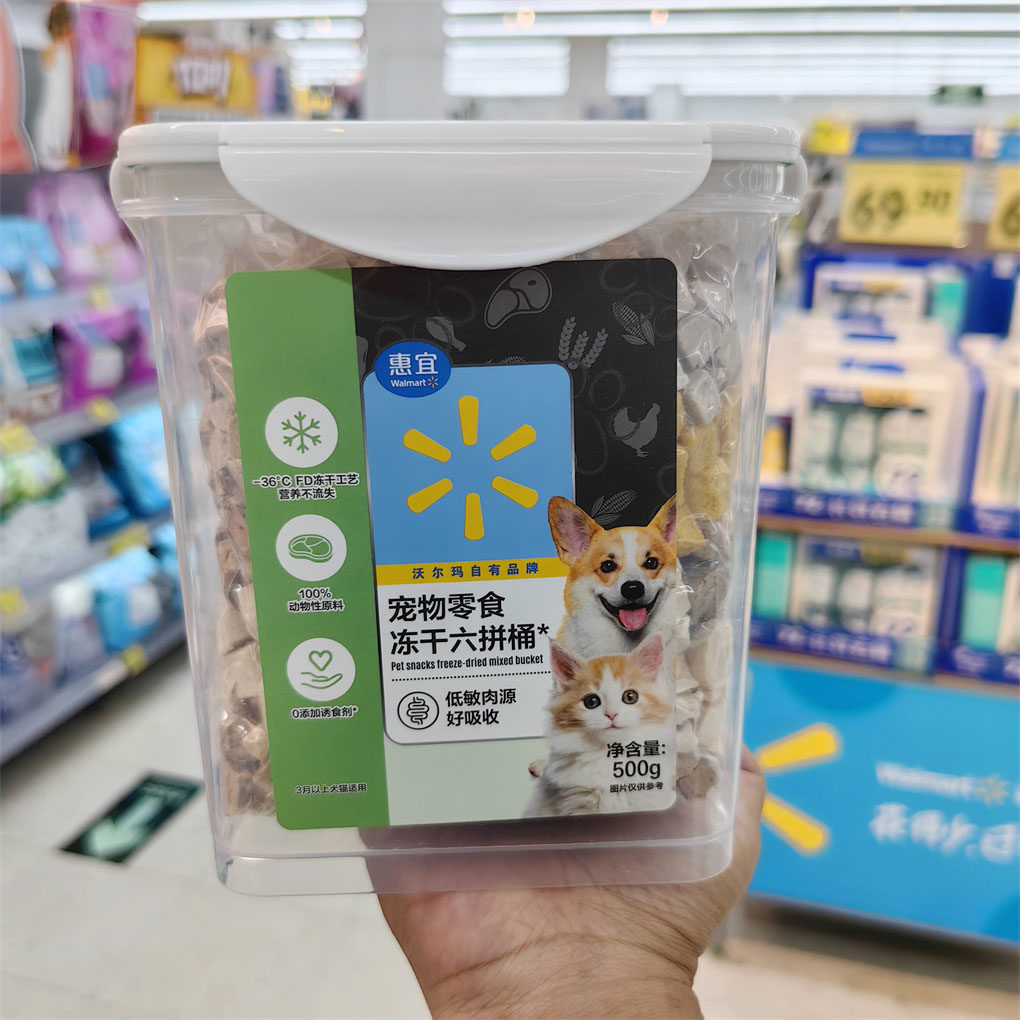 69.90
惠宜
Walmart
-36°C FD冻干工艺
营养不流失
100%
动物性原料
0添加诱食剂*
3月以上犬猫适用
沃尔玛自有品牌
宠物零食
冻干六拼桶*
Pet snacks freeze-dried mixed bucket
低敏肉源
好吸收
净含量:
500g
图片仅供参考
Walmart